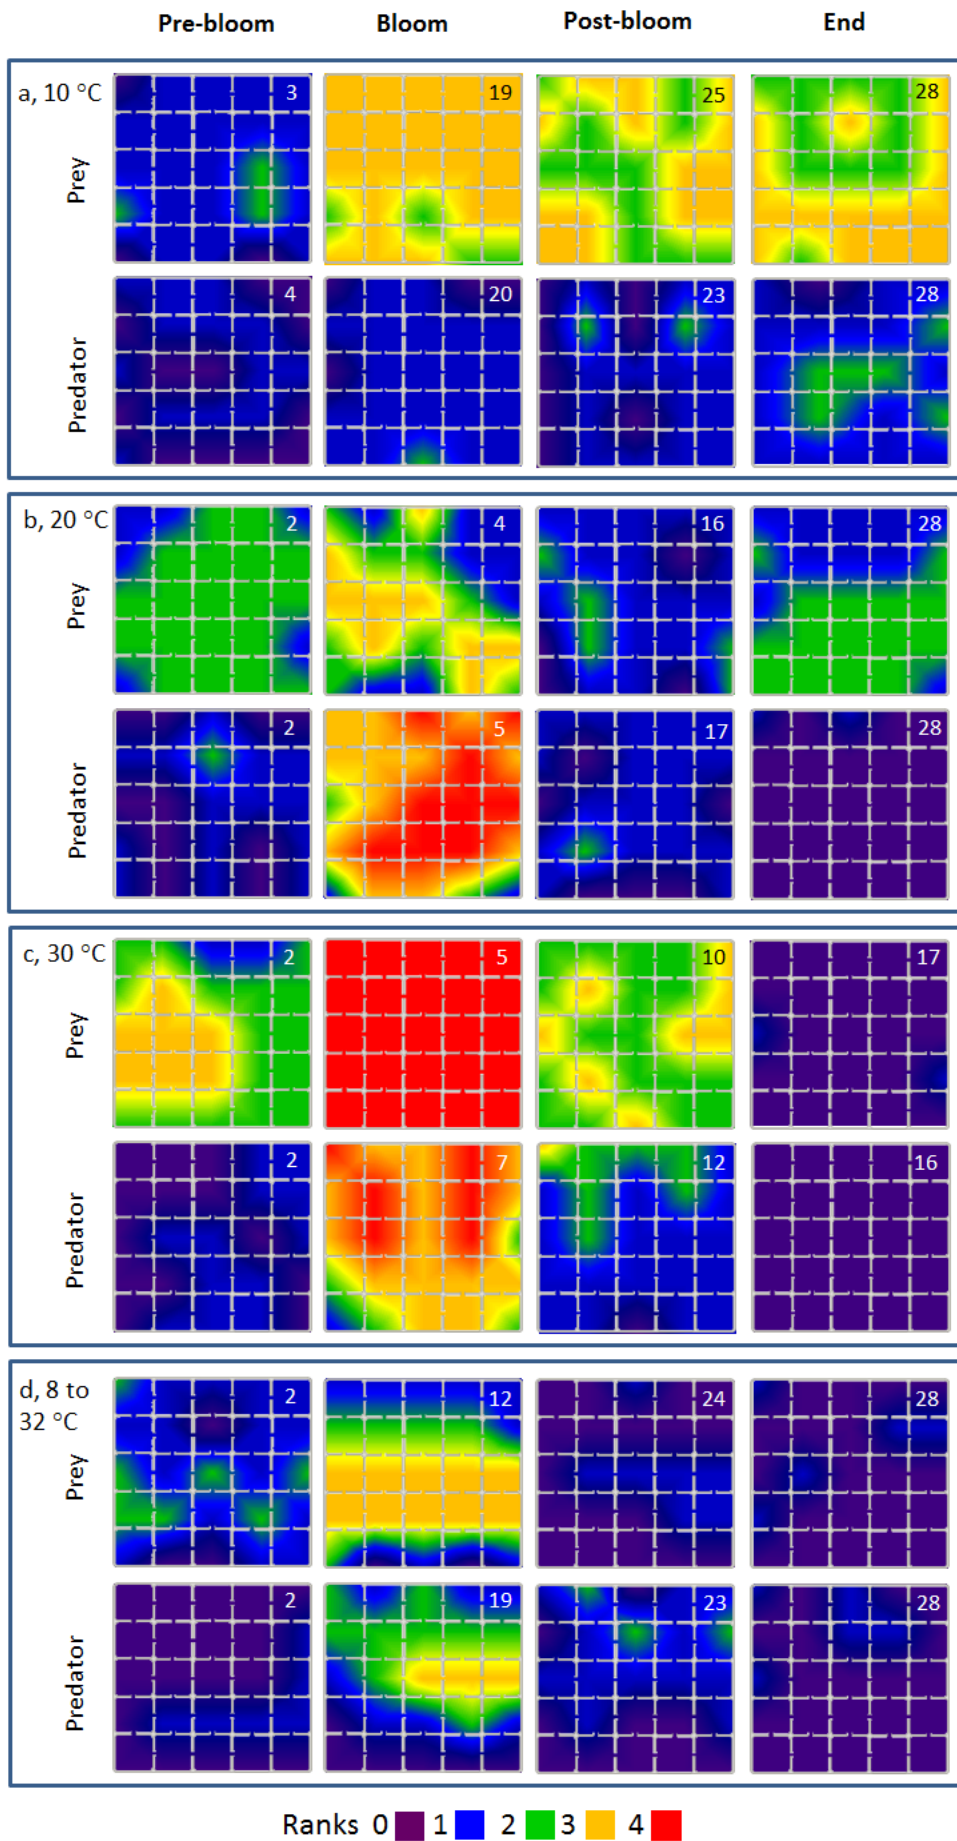 Pre-bloom Bloom Post-bloom End
a, 10 °C
3 19 25 28
Prey
4 20 23 28
Predator
b, 20 °C
2 4 16 28
Prey
2 5 17 28
Predator
c, 30 °C
2 5 10 17
Prey
2 7 12 16
Predator
d, 8 to
32 °C
2 12 24 28
Prey
2 19 23 28
Predator
Ranks 0 1 2 3 4